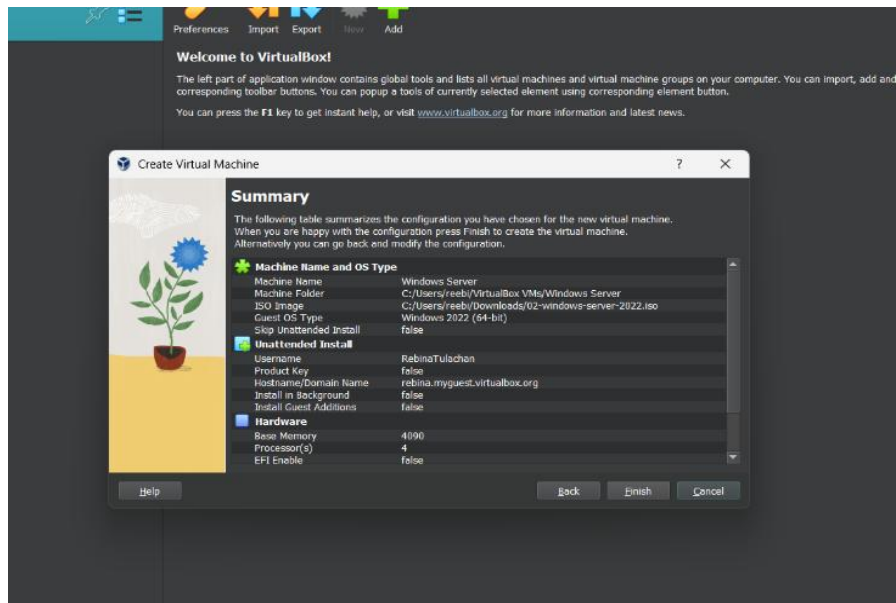 Preferences Import Export New Add
Welcome to VirtualBox!
The left part of application window contains global tools and lists all virtual machines and virtual machine groups on your computer. You can import, add and
corresponding toolbar buttons. You can popup a tools of currently selected element using corresponding element button.
You can press the F1 key to get instant help, or visit www.virtualbox.org for more information and latest news.
Create Virtual Machine
Summary
The following table summarizes the configuration you have chosen for the new virtual machine.
When you are happy with the configuration press Finish to create the virtual machine.
Alternatively you can go back and modify the configuration.
Machine Name and OS Type
Machine Name Windows Server
Machine Folder C:/Users/reebi/VirtualBox VMs/Windows Server
ISO Image C:/Users/reebi/Downloads/02-windows-server-2022.iso
Guest OS Type Windows 2022 (64-bit)
Skip Unattended Install false
Unattended Install
Username RebinaTulachan
Product Key false
Hostname/Domain Name rebina.myguest.virtualbox.org
Install in Background false
Install Guest Additions false
Hardware
Base Memory 4090
Processor(s) 4
EFI Enable false
Help Back Finish Cancel